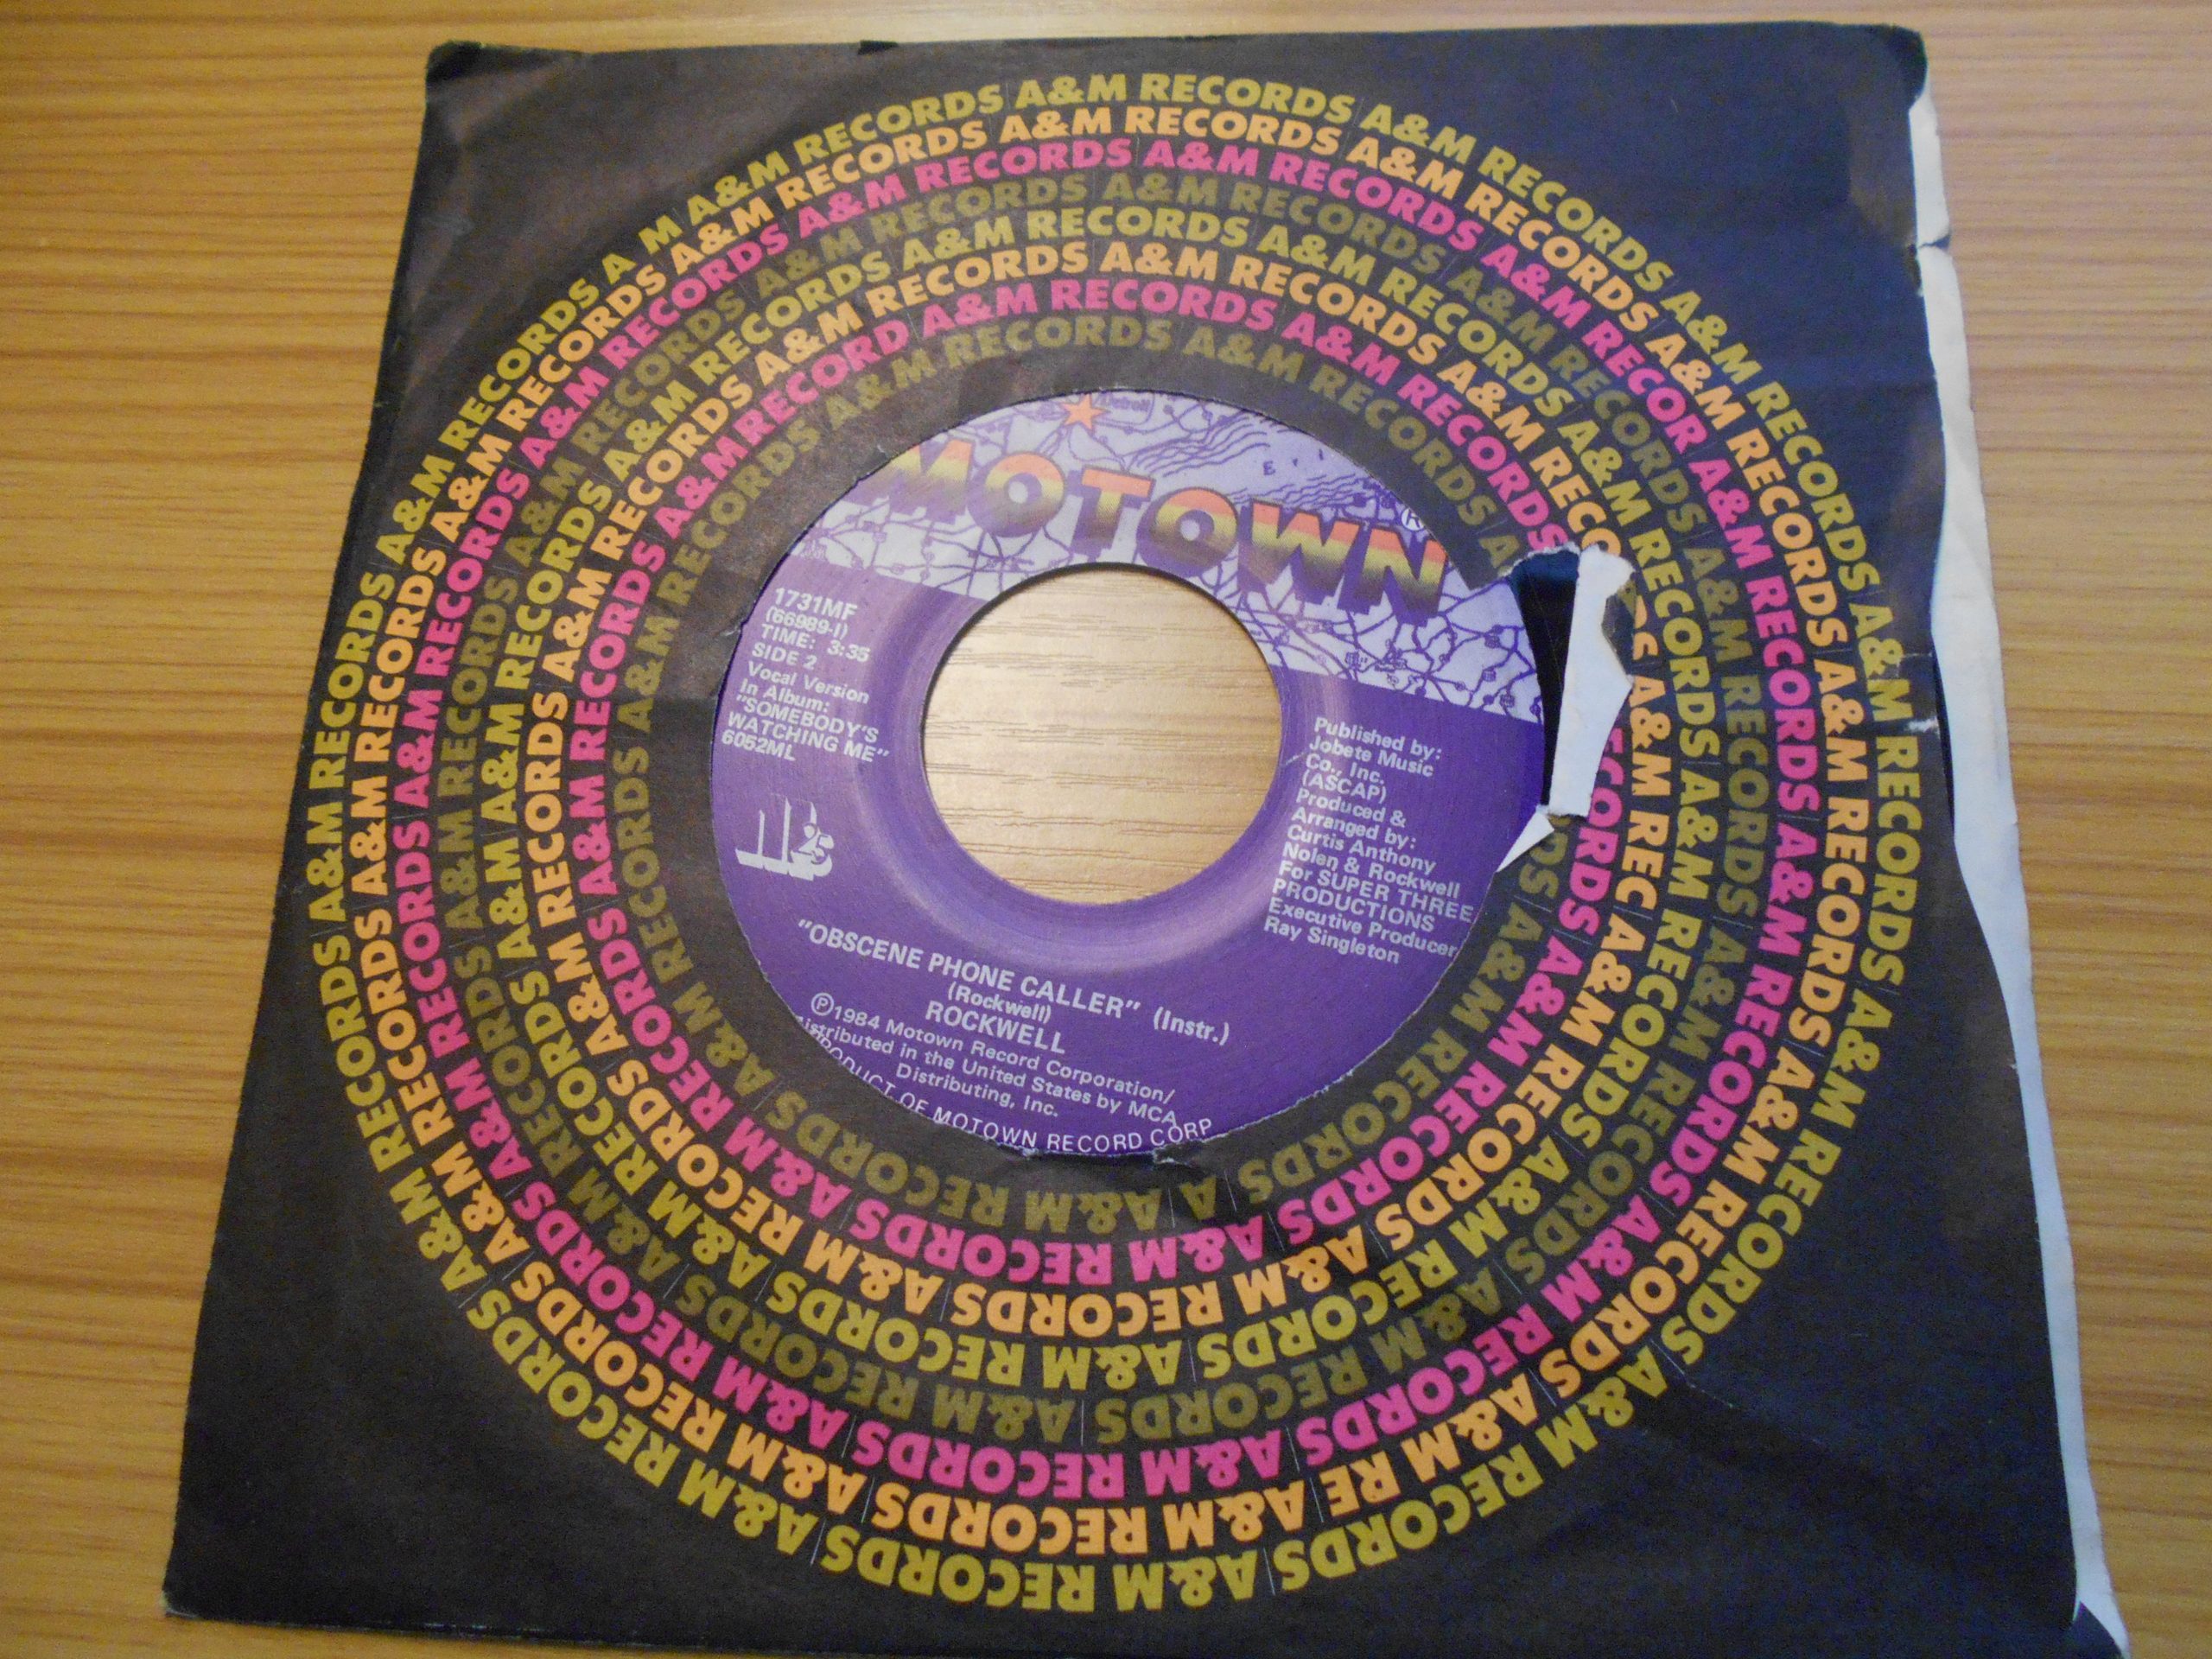 A&M RECORDS A&M RECORDS A&M RECORDS A&M RECORDS
Detroit
MOTOWN
®
1731MF
(66989-I)
TIME: 3:35
SIDE 2
Vocal Version
In Album:
"SOMEBODY'S
WATCHING ME"
6052ML
Published by:
Jobete Music
Co., Inc.
(ASCAP)
Produced &
Arranged by:
Curtis Anthony
Nolen & Rockwell
For SUPER THREE
PRODUCTIONS
Executive Producer
Ray Singleton
"OBSCENE PHONE CALLER" (Instr.)
(Rockwell)
ROCKWELL
℗1984 Motown Record Corporation/
istributed in the United States by MCA
Distributing, Inc.
PRODUCT OF MOTOWN RECORD CORP